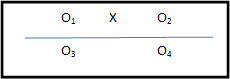 O₁ X O₂
O₃ O₄